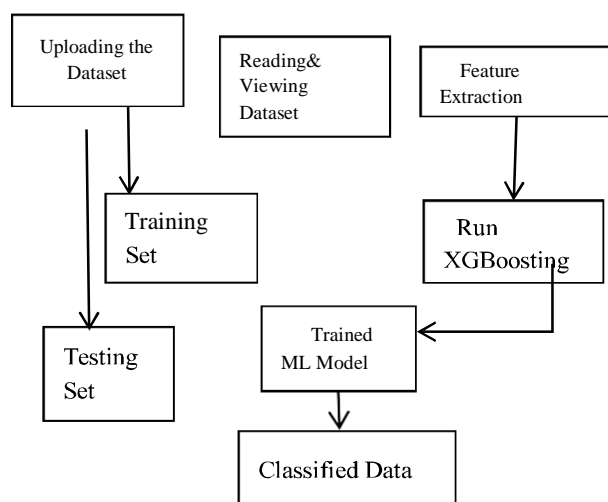 Uploading the
Dataset
Reading&
Viewing
Dataset
Feature
Extraction
Training
Set
Run
XGBoosting
Testing
Set
Trained
ML Model
Classified Data